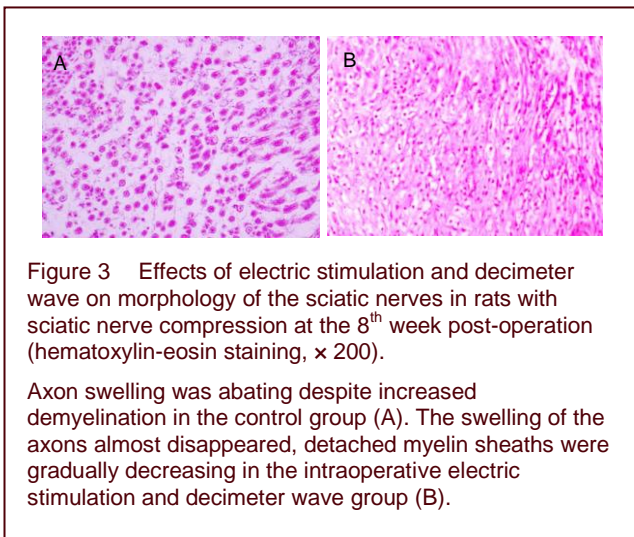 A
B
Figure 3 Effects of electric stimulation and decimeter
wave on morphology of the sciatic nerves in rats with
sciatic nerve compression at the 8th week post-operation
(hematoxylin-eosin staining, × 200).
Axon swelling was abating despite increased
demyelination in the control group (A). The swelling of the
axons almost disappeared, detached myelin sheaths were
gradually decreasing in the intraoperative electric
stimulation and decimeter wave group (B).